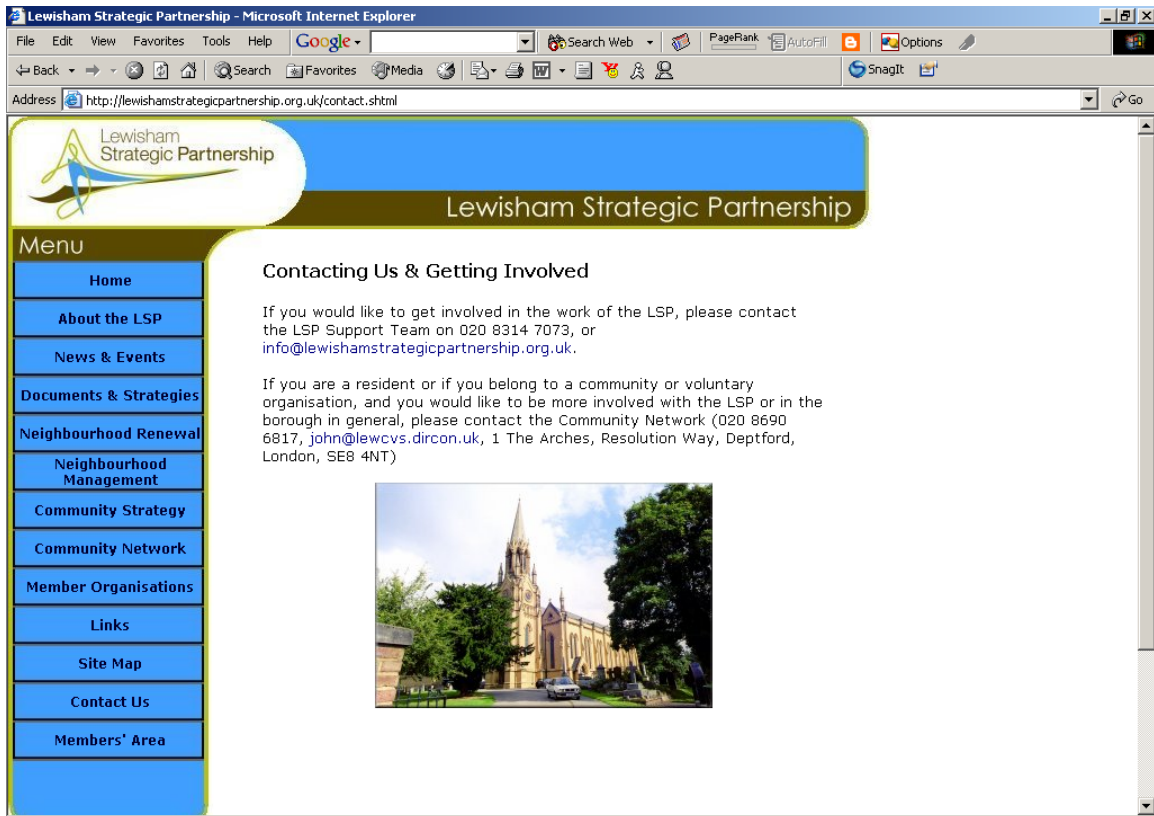 Lewisham Strategic Partnership - Microsoft Internet Explorer
File Edit View Favorites Tools Help Google Search Web PageRank AutoFill Options
Back Search Favorites Media SnagIt
Address http://lewishamstrategicpartnership.org.uk/contact.shtml Go
Lewisham
Strategic Partnership
Lewisham Strategic Partnership
Menu
Home
About the LSP
News & Events
Documents & Strategies
Neighbourhood Renewal
Neighbourhood
Management
Community Strategy
Community Network
Member Organisations
Links
Site Map
Contact Us
Members' Area
Contacting Us & Getting Involved
If you would like to get involved in the work of the LSP, please contact
the LSP Support Team on 020 8314 7073, or
info@lewishamstrategicpartnership.org.uk.
If you are a resident or if you belong to a community or voluntary
organisation, and you would like to be more involved with the LSP or in the
borough in general, please contact the Community Network (020 8690
6817, john@lewcvs.dircon.uk, 1 The Arches, Resolution Way, Deptford,
London, SE8 4NT)